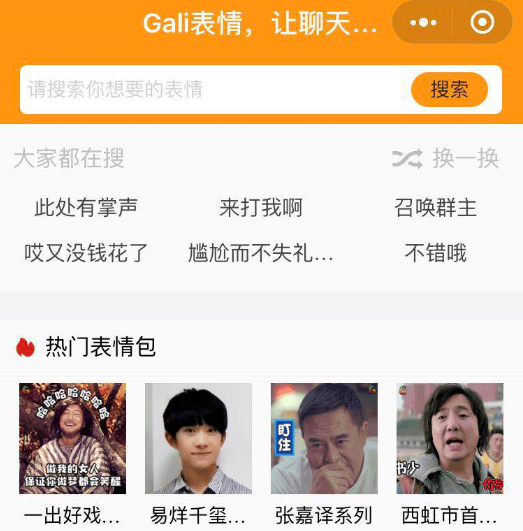 Gali表情，让聊天…
请搜索你想要的表情
搜索
大家都在搜
换一换
此处有掌声
来打我啊
召唤群主
哎又没钱花了
尴尬而不失礼…
不错哦
热门表情包
哈哈哈哈哈哈哈
做我的女人
保证你做梦都会笑醒
盯住
一出好戏…
易烊千玺…
张嘉译系列
西虹市首…